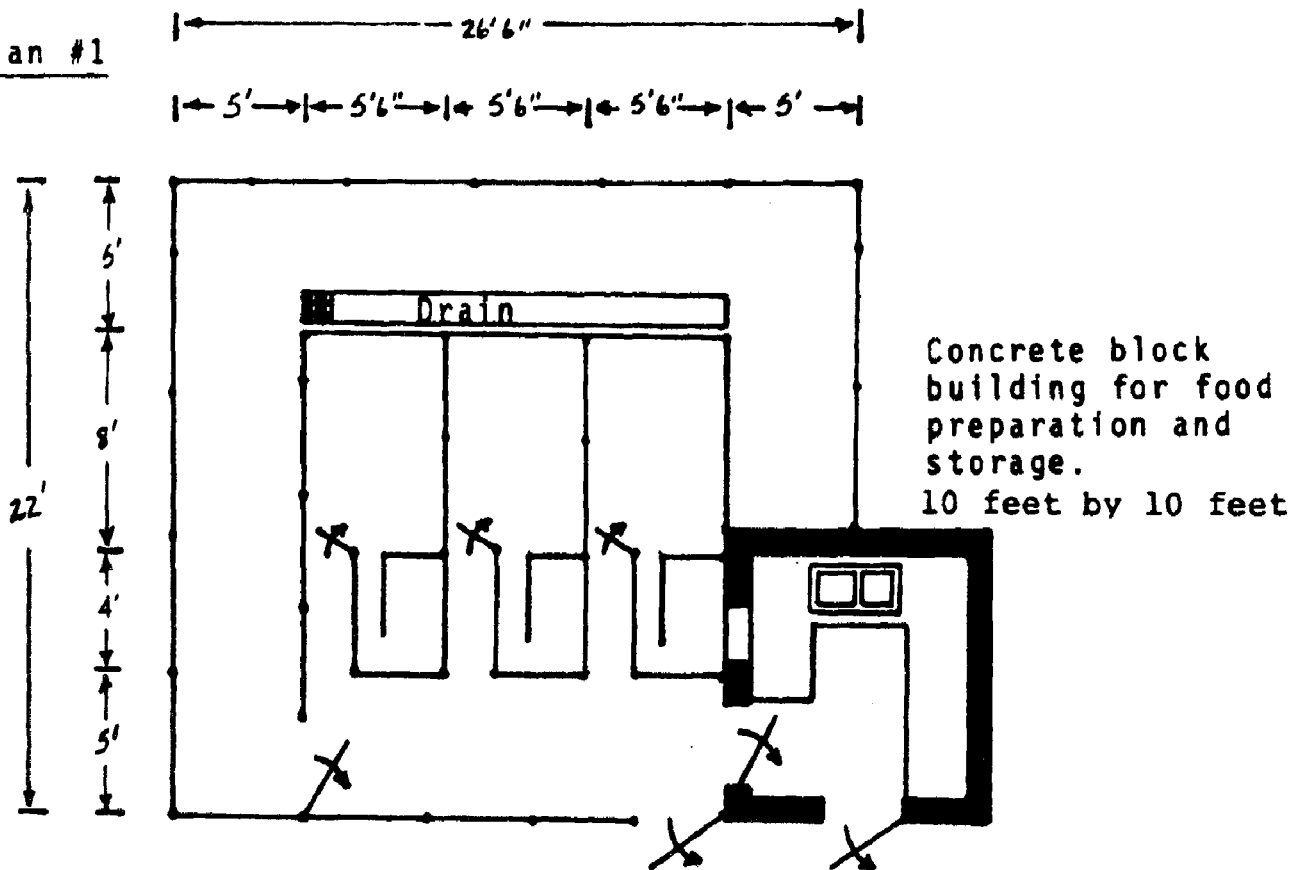 an #1
26'6"
5' 5'6" 5'6" 5'6" 5'
5'
8'
4'
5'
22'
Drain
Concrete block
building for food
preparation and
storage.
10 feet by 10 feet